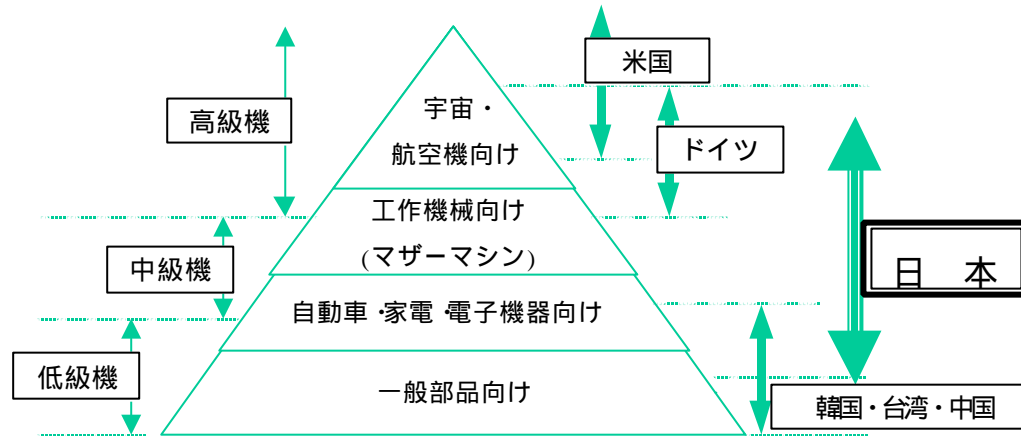 米国
高級機
宇宙・
航空機向け
ドイツ
工作機械向け
(マザーマシン)
中級機
日　本
自動車・家電・電子機器向け
低級機
一般部品向け
韓国・台湾・中国